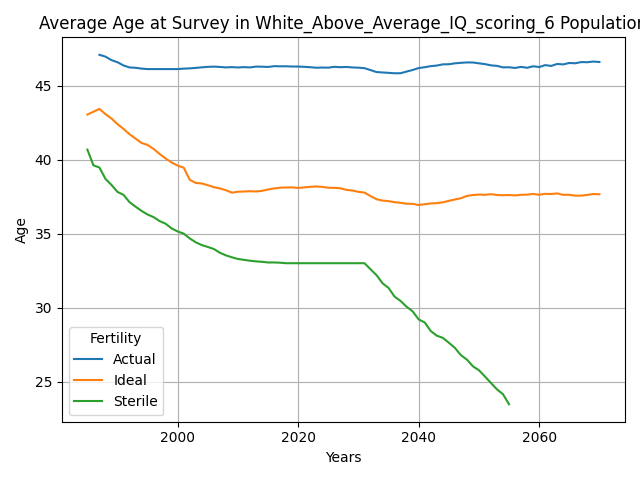 Average Age at Survey in White_Above_Average_IQ_scoring_6 Population
Age
45
40
35
30
25
Fertility
Actual
Ideal
Sterile
2000
2020
2040
2060
Years